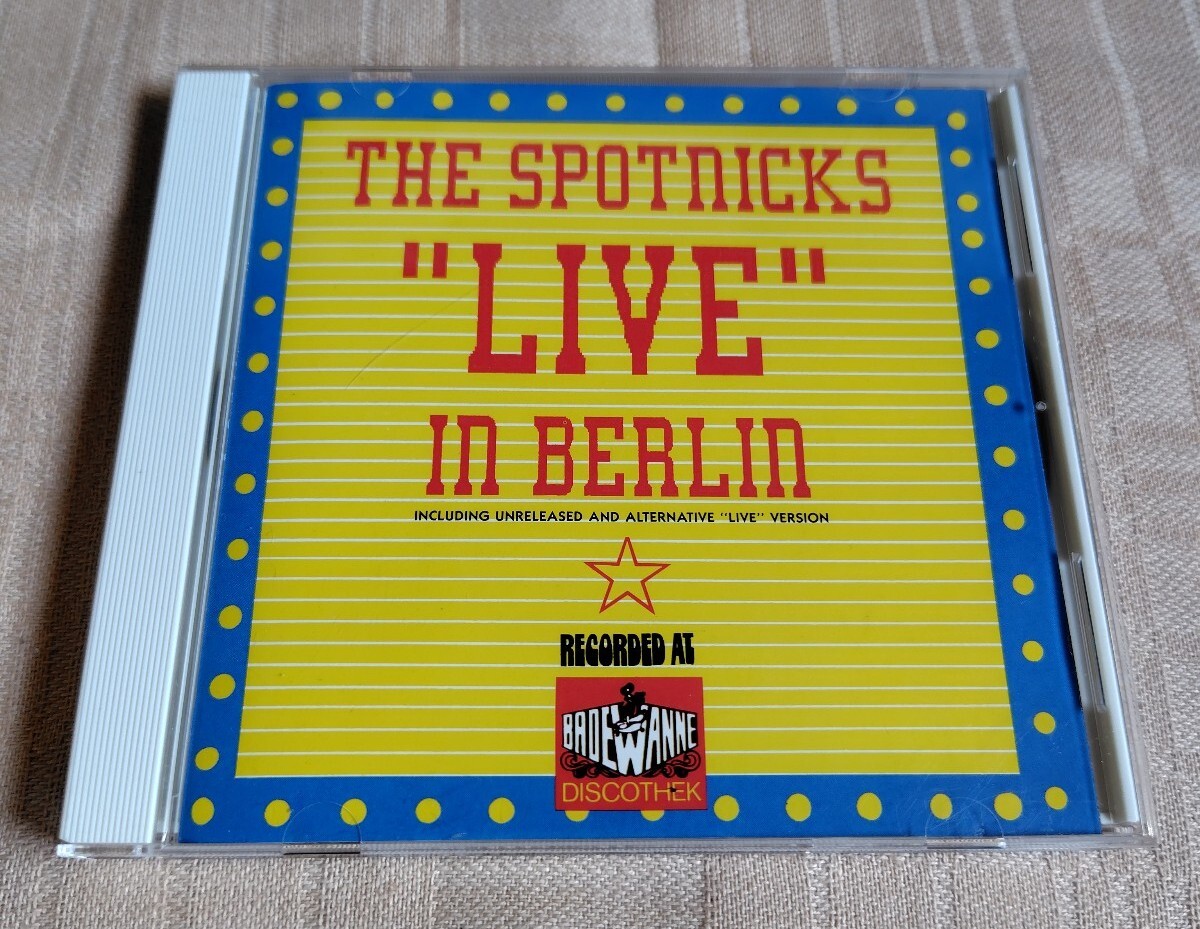 THE SPOTNICKS
"LIVE"
IN BERLIN
INCLUDING UNRELEASED AND ALTERNATIVE "LIVE" VERSION
RECORDED AT
BADEWANNE
DISCOTHEK